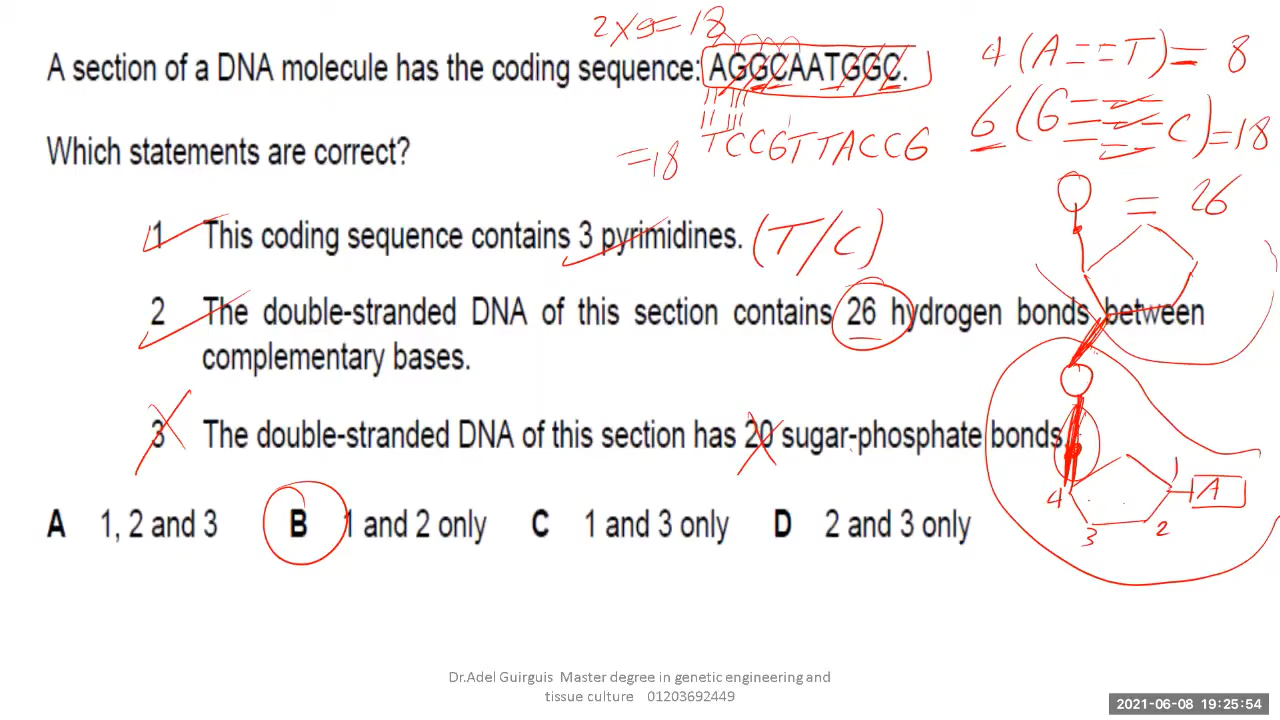 2 x 9 = 18
A section of a DNA molecule has the coding sequence: AGGCAATGGC.
4 (A = = T) = 8
TCCGTTACCG
6 (G ≡ C) = 18
Which statements are correct?
= 18
= 26
1 This coding sequence contains 3 pyrimidines. (T/C)
2 The double-stranded DNA of this section contains 26 hydrogen bonds between
complementary bases.
3 The double-stranded DNA of this section has 20 sugar-phosphate bonds.
4 3 2 1 A
A 1, 2 and 3 B 1 and 2 only C 1 and 3 only D 2 and 3 only
Dr.Adel Guirguis Master degree in genetic engineering and
tissue culture 01203692449
2021-06-08 19:25:54